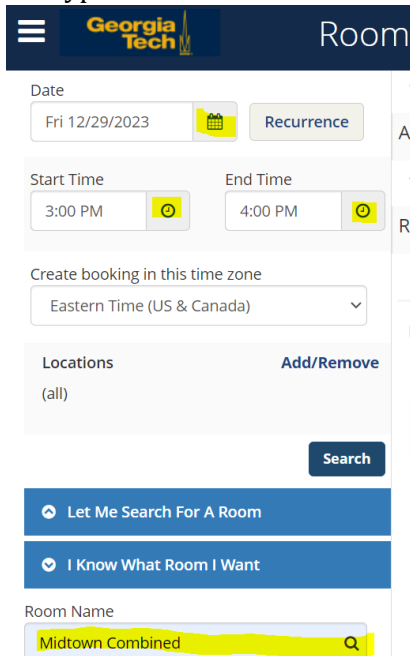 Georgia
Tech
Room
Date
Fri 12/29/2023
Recurrence
A
Start Time
End Time
3:00 PM
4:00 PM
R
Create booking in this time zone
Eastern Time (US & Canada)
Locations
Add/Remove
(all)
Search
Let Me Search For A Room
I Know What Room I Want
Room Name
Midtown Combined